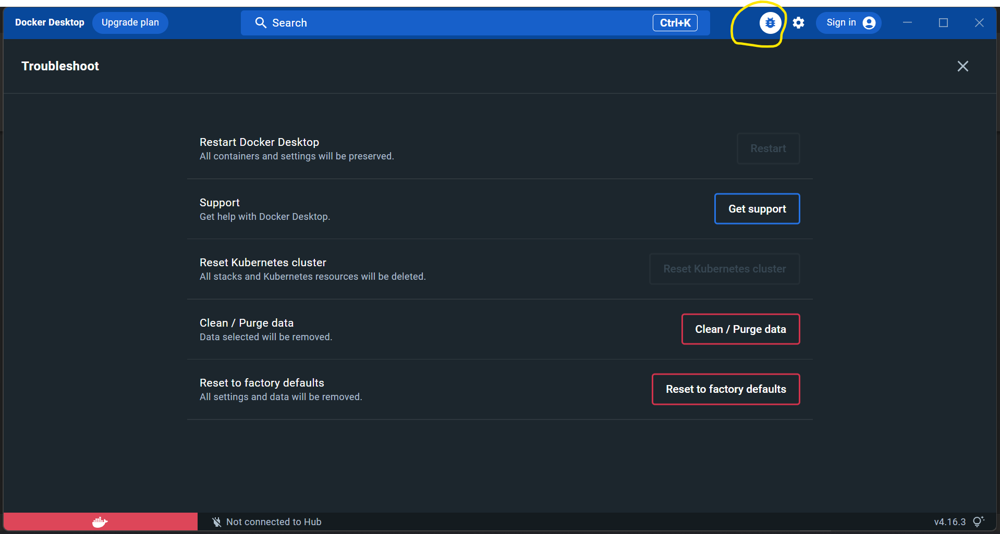 Docker Desktop Upgrade plan Search Ctrl+K Sign in
Troubleshoot
Restart Docker Desktop
All containers and settings will be preserved.
Restart
Support
Get help with Docker Desktop.
Get support
Reset Kubernetes cluster
All stacks and Kubernetes resources will be deleted.
Reset Kubernetes cluster
Clean / Purge data
Data selected will be removed.
Clean / Purge data
Reset to factory defaults
All settings and data will be removed.
Reset to factory defaults
Not connected to Hub v4.16.3